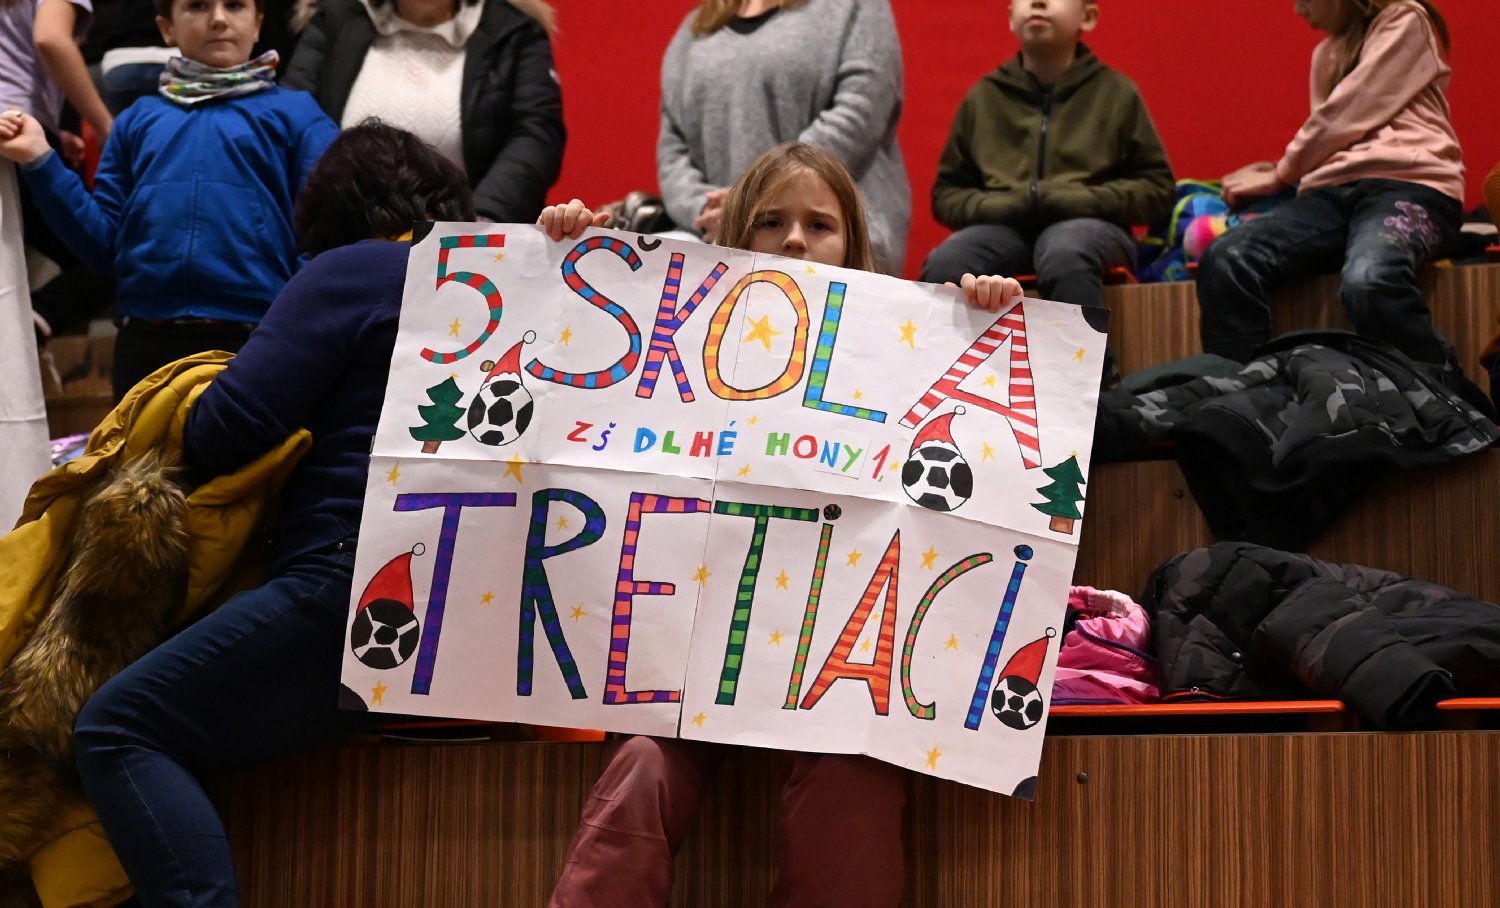 5 ŠKOLA
ZŠ DLHÉ HONY 1,
TRETIACI